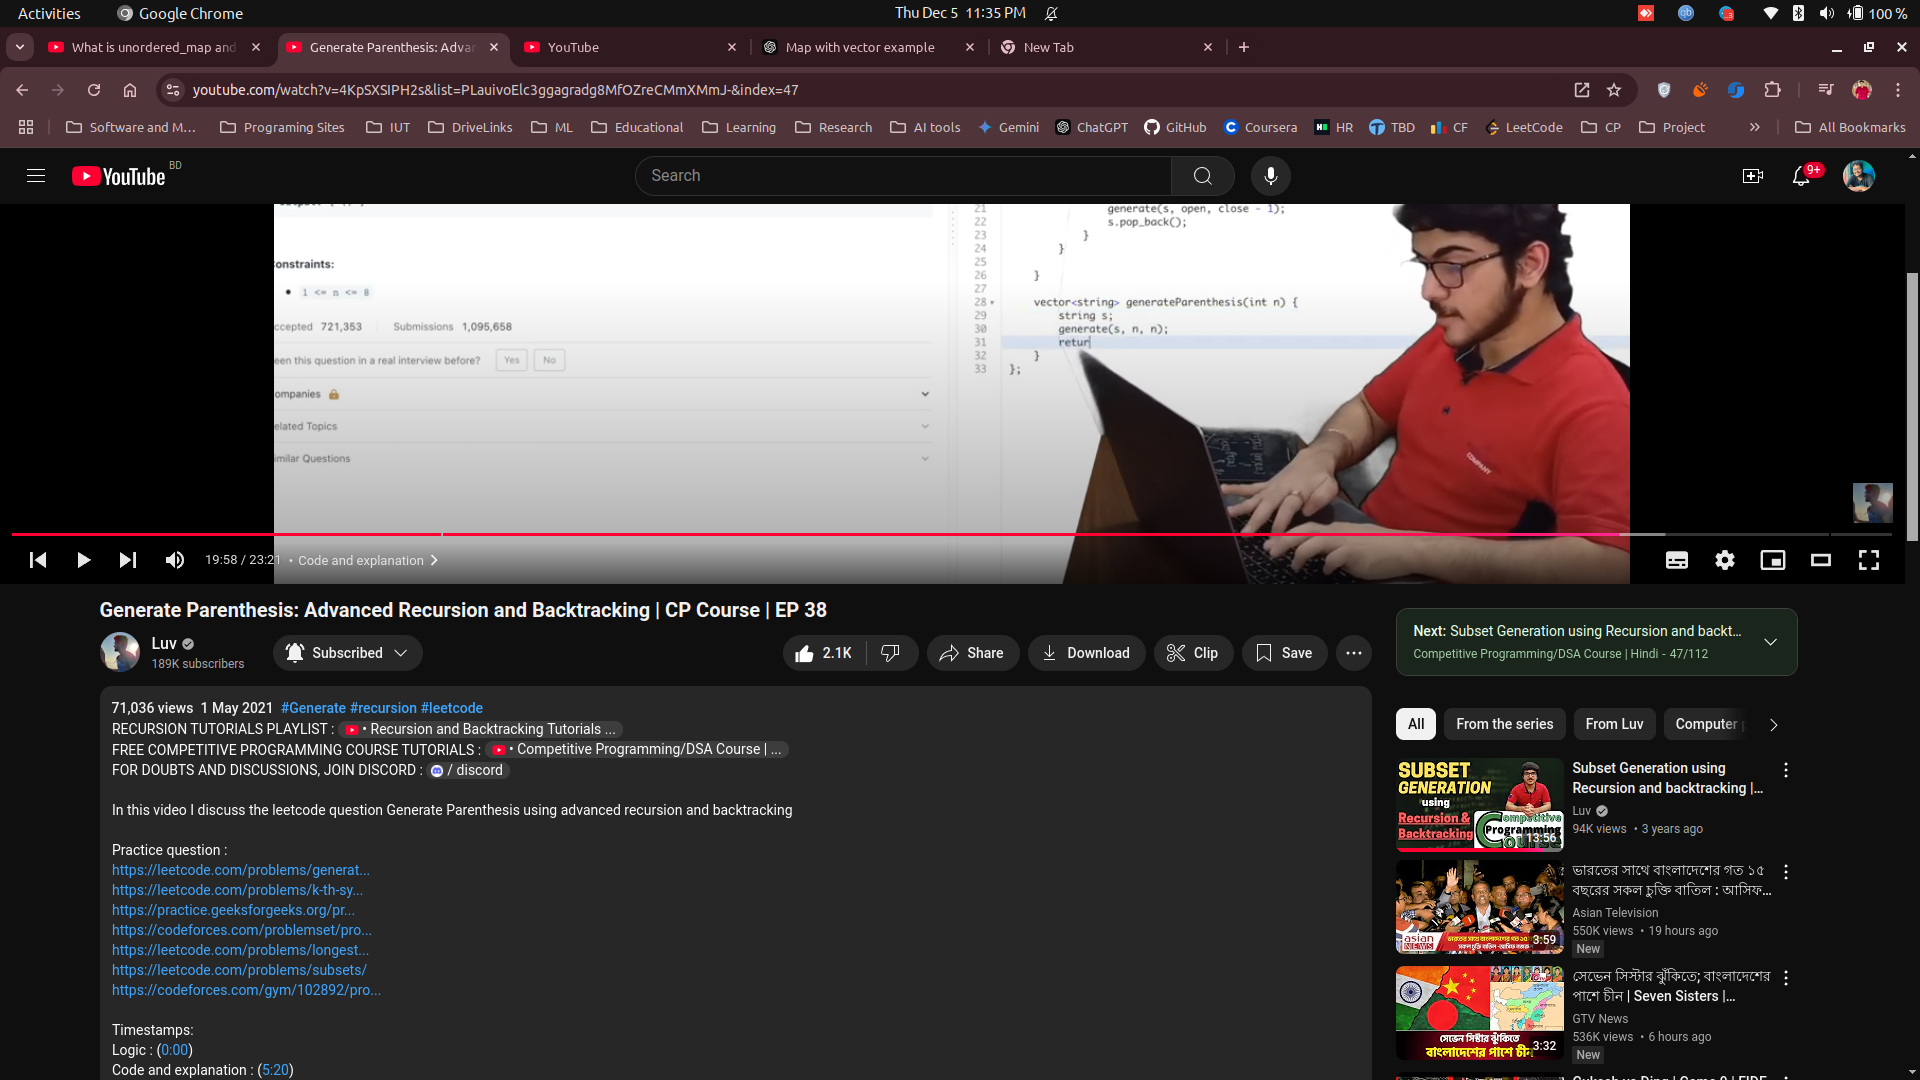 Activities
Google Chrome
Thu Dec 5 11:35 PM
100 %
What is unordered_map and
Generate Parenthesis: Adva
YouTube
Map with vector example
New Tab
youtube.com/watch?v=4KpSXSIPH2s&list=PLauivoElc3ggagradg8MfOZreCMmXMmJ-&index=47
Software and M...
Programing Sites
IUT
DriveLinks
ML
Educational
Learning
Research
AI tools
Gemini
ChatGPT
GitHub
Coursera
HR
TBD
CF
LeetCode
CP
Project
All Bookmarks
YouTube BD
Search
9+
onstraints:
1 <= n <= 8
ccepted 721,353 Submissions 1,095,658
een this question in a real interview before? Yes No
ompanies
elated Topics
imilar Questions
21 generate(s, open, close - 1);
22 s.pop_back();
23 }
24 }
25
26 }
27
28 vector<string> generateParenthesis(int n) {
29 string s;
30 generate(s, n, n);
31 retur
32 }
33 };
COMPANY
19:58 / 23:21 • Code and explanation
Generate Parenthesis: Advanced Recursion and Backtracking | CP Course | EP 38
Luv
189K subscribers
Subscribed
2.1K
Share
Download
Clip
Save
71,036 views 1 May 2021 #Generate #recursion #leetcode
RECURSION TUTORIALS PLAYLIST : • Recursion and Backtracking Tutorials ...
FREE COMPETITIVE PROGRAMMING COURSE TUTORIALS : • Competitive Programming/DSA Course | ...
FOR DOUBTS AND DISCUSSIONS, JOIN DISCORD : / discord
In this video I discuss the leetcode question Generate Parenthesis using advanced recursion and backtracking
Practice question :
https://leetcode.com/problems/generat...
https://leetcode.com/problems/k-th-sy...
https://practice.geeksforgeeks.org/pr...
https://codeforces.com/problemset/pro...
https://leetcode.com/problems/longest...
https://leetcode.com/problems/subsets/
https://codeforces.com/gym/102892/pro...
Timestamps:
Logic : (0:00)
Code and explanation : (5:20)
Next: Subset Generation using Recursion and backt...
Competitive Programming/DSA Course | Hindi - 47/112
All
From the series
From Luv
Computer p
SUBSET
GENERATION
using
Recursion &
Backtracking
Competitive
Programming
Course
13:56
Subset Generation using
Recursion and backtracking |...
Luv
94K views • 3 years ago
asian
NEWS
3:59
ভারতের সাথে বাংলাদেশের গত ১৫
বছরের সকল চুক্তি বাতিল : আসিফ...
Asian Television
550K views • 19 hours ago
New
সেভেন সিস্টার ঝুঁকিতে
বাংলাদেশের পাশে চীন
3:32
সেভেন সিস্টার ঝুঁকিতে; বাংলাদেশের
পাশে চীন | Seven Sisters |...
GTV News
536K views • 6 hours ago
New